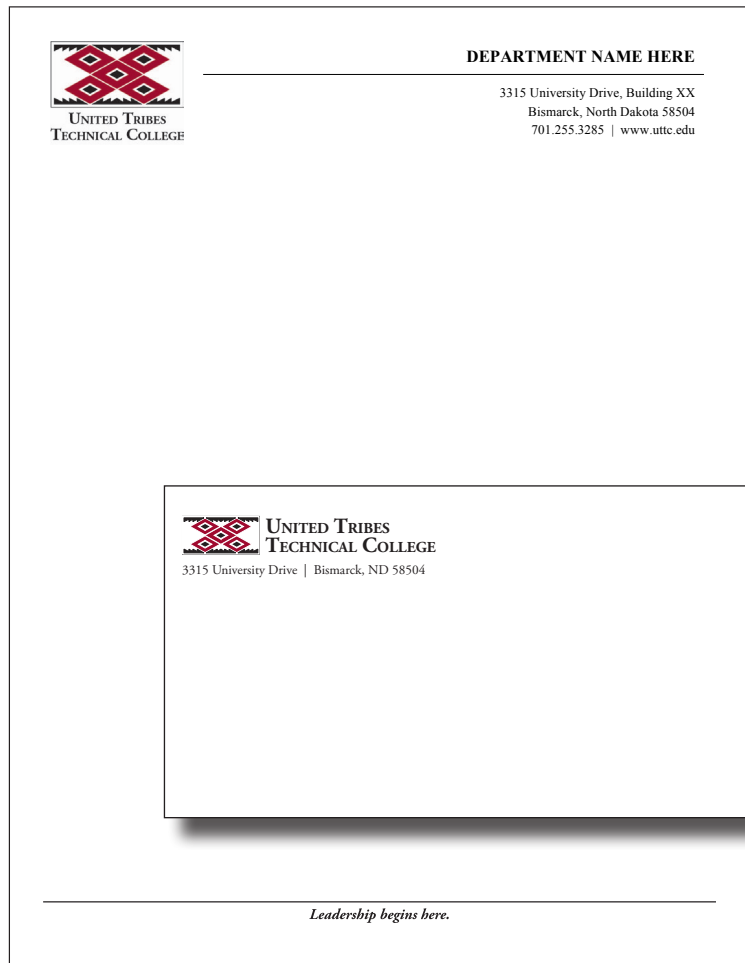 UNITED TRIBES
TECHNICAL COLLEGE
DEPARTMENT NAME HERE
3315 University Drive, Building XX
Bismarck, North Dakota 58504
701.255.3285 | www.uttc.edu
UNITED TRIBES
TECHNICAL COLLEGE
3315 University Drive | Bismarck, ND 58504
Leadership begins here.